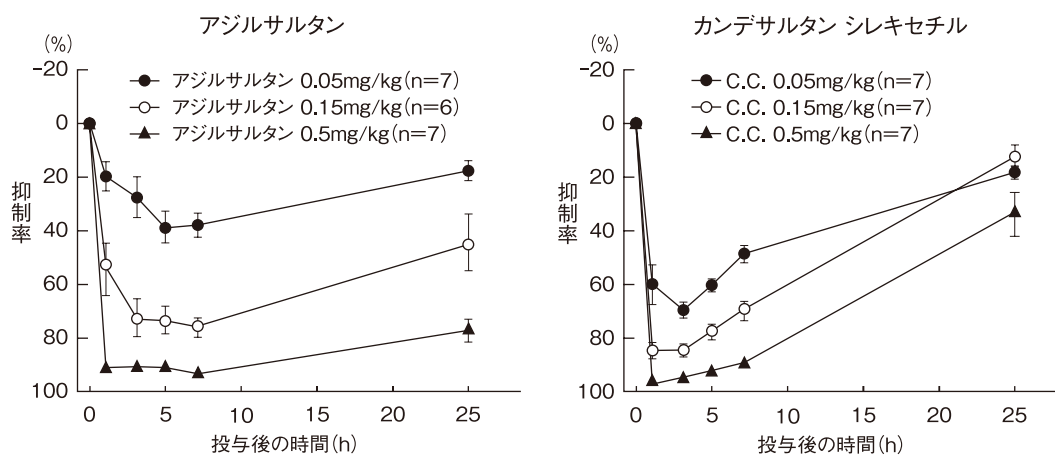 アジルサルタン
(%)
-20
0
20
40
60
80
100
抑制率
アジルサルタン 0.05mg/kg(n=7)
アジルサルタン 0.15mg/kg(n=6)
アジルサルタン 0.5mg/kg(n=7)
0 5 10 15 20 25
投与後の時間(h)
カンデサルタン シレキセチル
(%)
-20
0
20
40
60
80
100
抑制率
C.C. 0.05mg/kg(n=7)
C.C. 0.15mg/kg(n=7)
C.C. 0.5mg/kg(n=7)
0 5 10 15 20 25
投与後の時間(h)